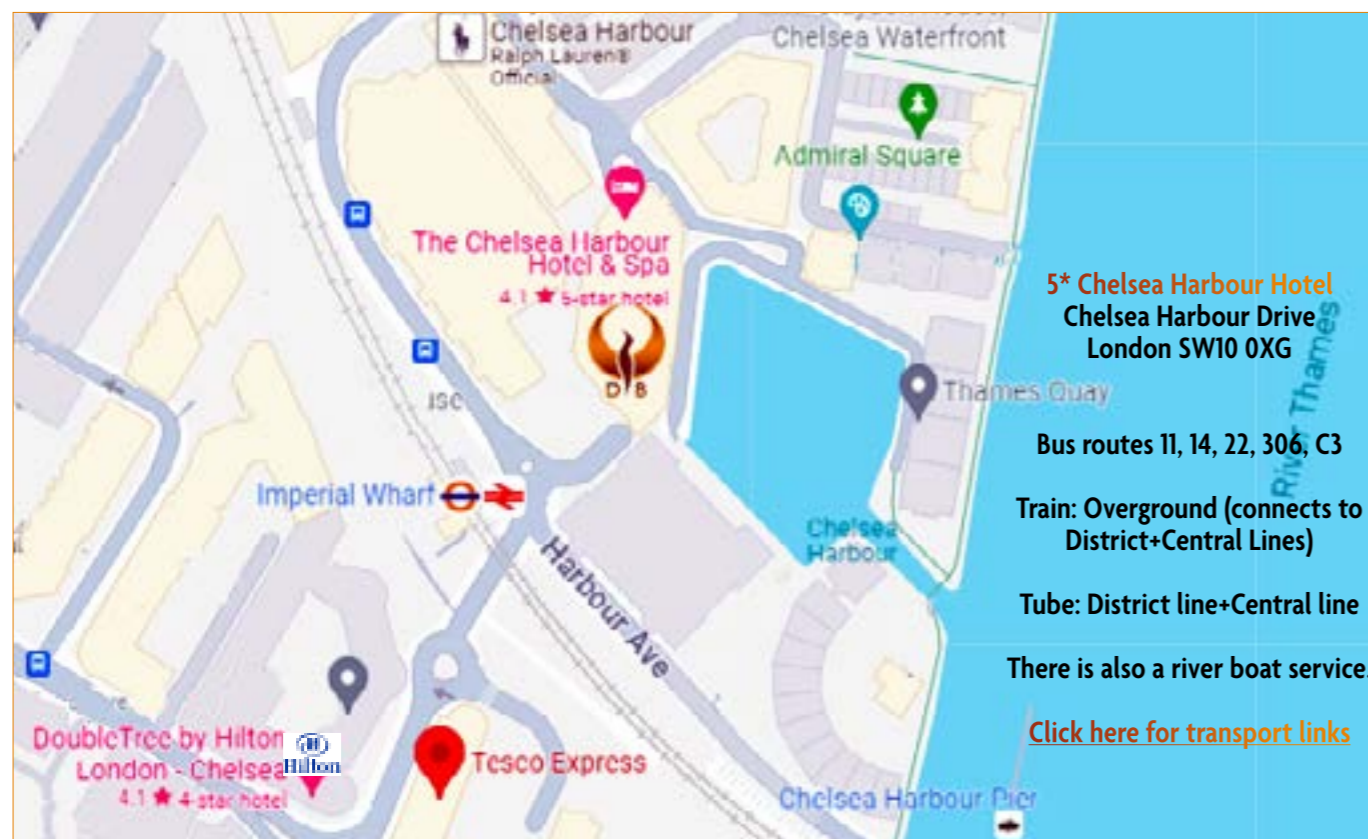 Chelsea Harbour
Ralph Lauren®
Official
Chelsea Waterfront
Admiral Square
The Chelsea Harbour
Hotel & Spa
4.1 ★ 5-star hotel
D B
5* Chelsea Harbour Hotel
Chelsea Harbour Drive
London SW10 0XG
Thames Quay
River Thames
Bus routes 11, 14, 22, 306, C3
Imperial Wharf
Chelsea
Harbour
Train: Overground (connects to
District+Central Lines)
Harbour Ave
Tube: District line+Central line
There is also a river boat service.
Click here for transport links
DoubleTree by Hilton
London - Chelsea
4.1 ★ 4-star hotel
H
Hilton
Tesco Express
Chelsea Harbour Pier